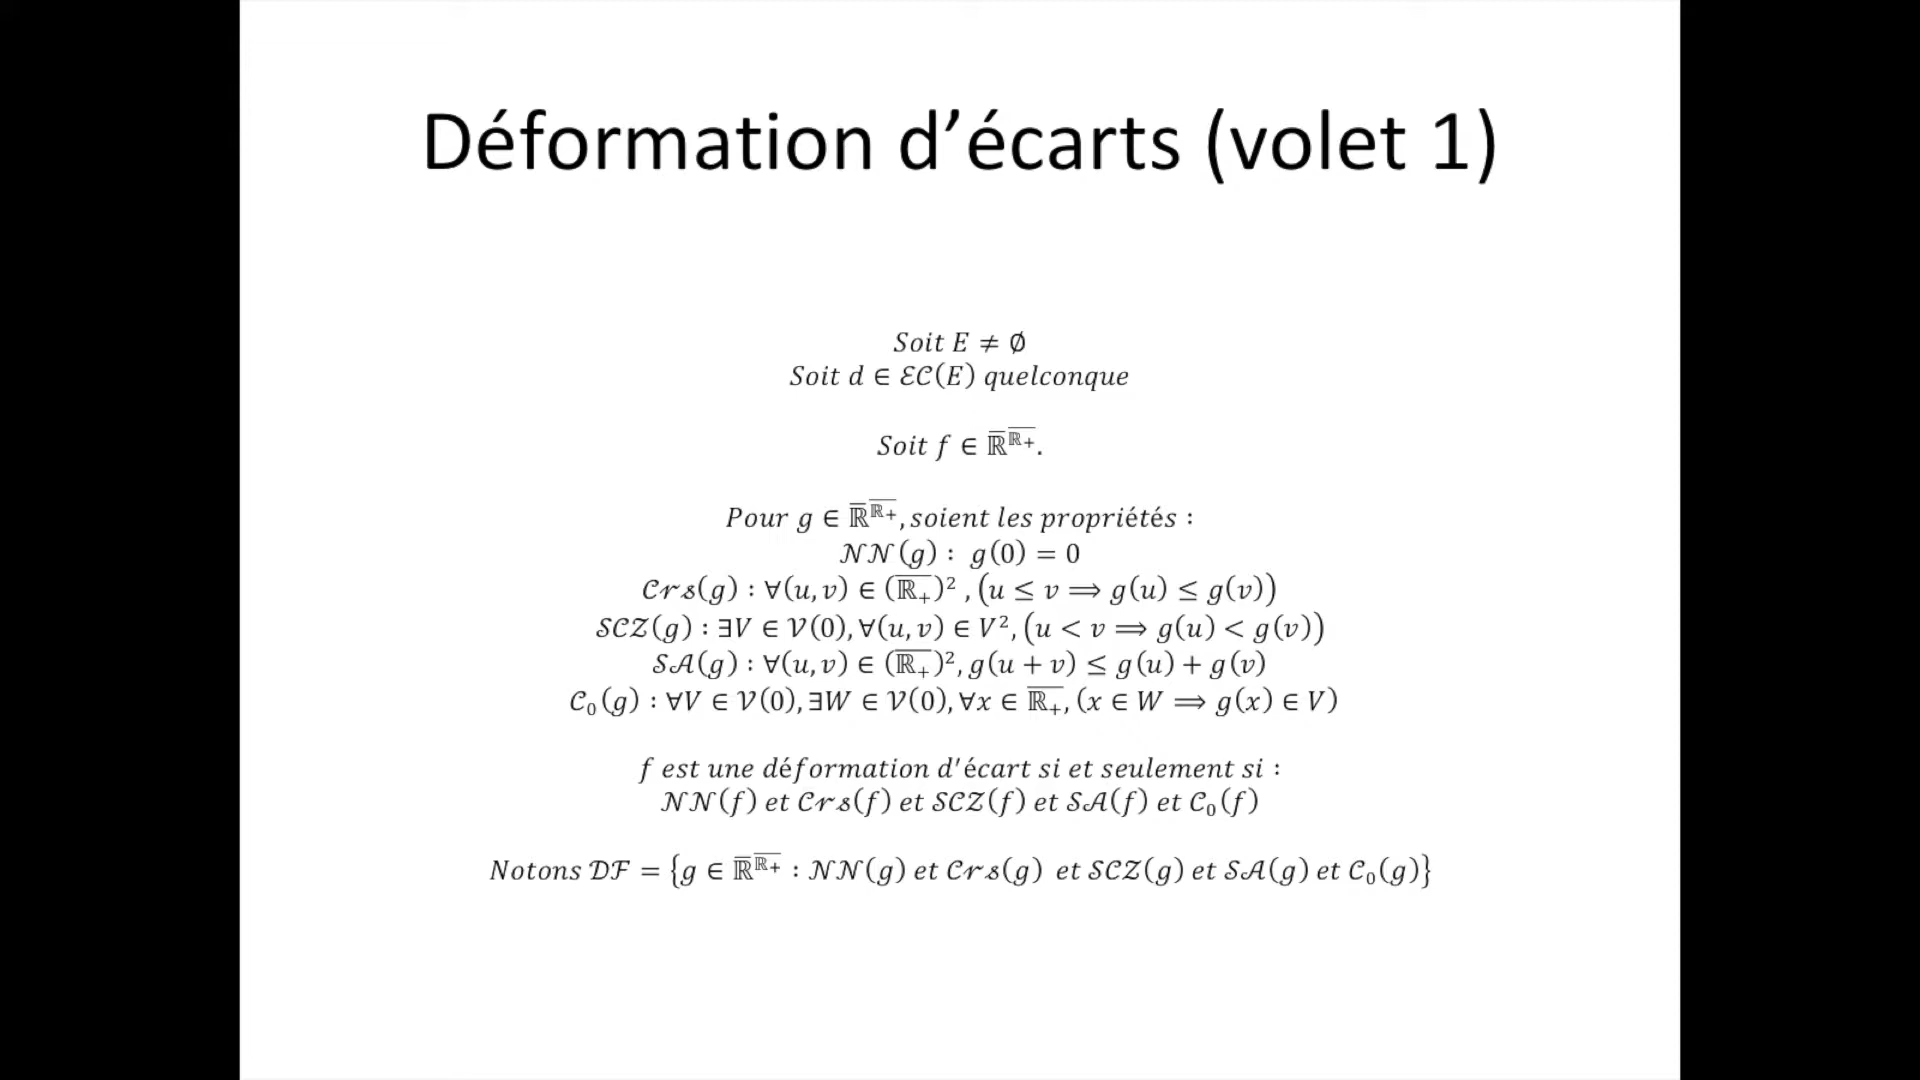 Déformation d’écarts (volet 1)
Soit E ≠ ∅
Soit d ∈ ℰ𝒞(E) quelconque
Soit f ∈ ℝ̅^ℝ̅₊.
Pour g ∈ ℝ̅^ℝ̅₊, soient les propriétés :
𝒩𝒩(g) : g(0) = 0
𝒞𝓇𝓈(g) : ∀(u, v) ∈ (ℝ̅₊)², (u ≤ v ⟹ g(u) ≤ g(v))
𝒮𝒞𝒵(g) : ∃V ∈ 𝒱(0), ∀(u, v) ∈ V², (u < v ⟹ g(u) < g(v))
𝒮𝒜(g) : ∀(u, v) ∈ (ℝ̅₊)², g(u + v) ≤ g(u) + g(v)
𝒞₀(g) : ∀V ∈ 𝒱(0), ∃W ∈ 𝒱(0), ∀x ∈ ℝ̅₊, (x ∈ W ⟹ g(x) ∈ V)
f est une déformation d′écart si et seulement si :
𝒩𝒩(f) et 𝒞𝓇𝓈(f) et 𝒮𝒞𝒵(f) et 𝒮𝒜(f) et 𝒞₀(f)
Notons 𝒟ℱ = {g ∈ ℝ̅^ℝ̅₊ : 𝒩𝒩(g) et 𝒞𝓇𝓈(g) et 𝒮𝒞𝒵(g) et 𝒮𝒜(g) et 𝒞₀(g)}